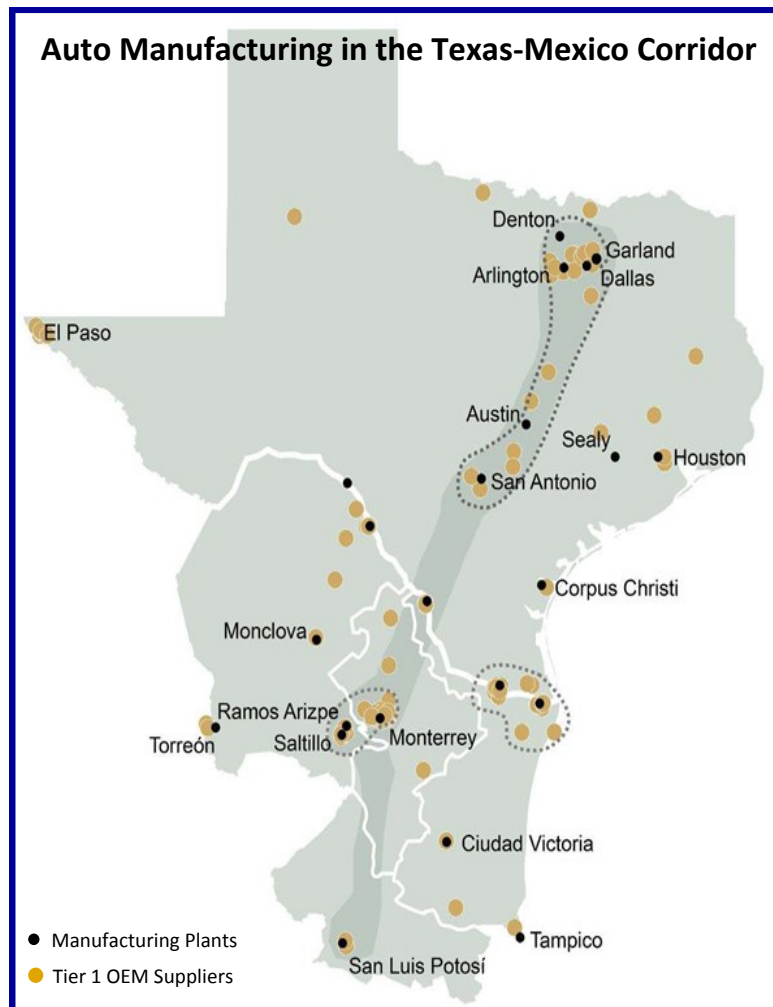 Auto Manufacturing in the Texas-Mexico Corridor
Denton
Garland
Arlington
Dallas
El Paso
Austin
Sealy
Houston
San Antonio
Corpus Christi
Monclova
Ramos Arizpe
Torreón
Saltillo
Monterrey
Ciudad Victoria
Manufacturing Plants
Tampico
San Luis Potosí
Tier 1 OEM Suppliers